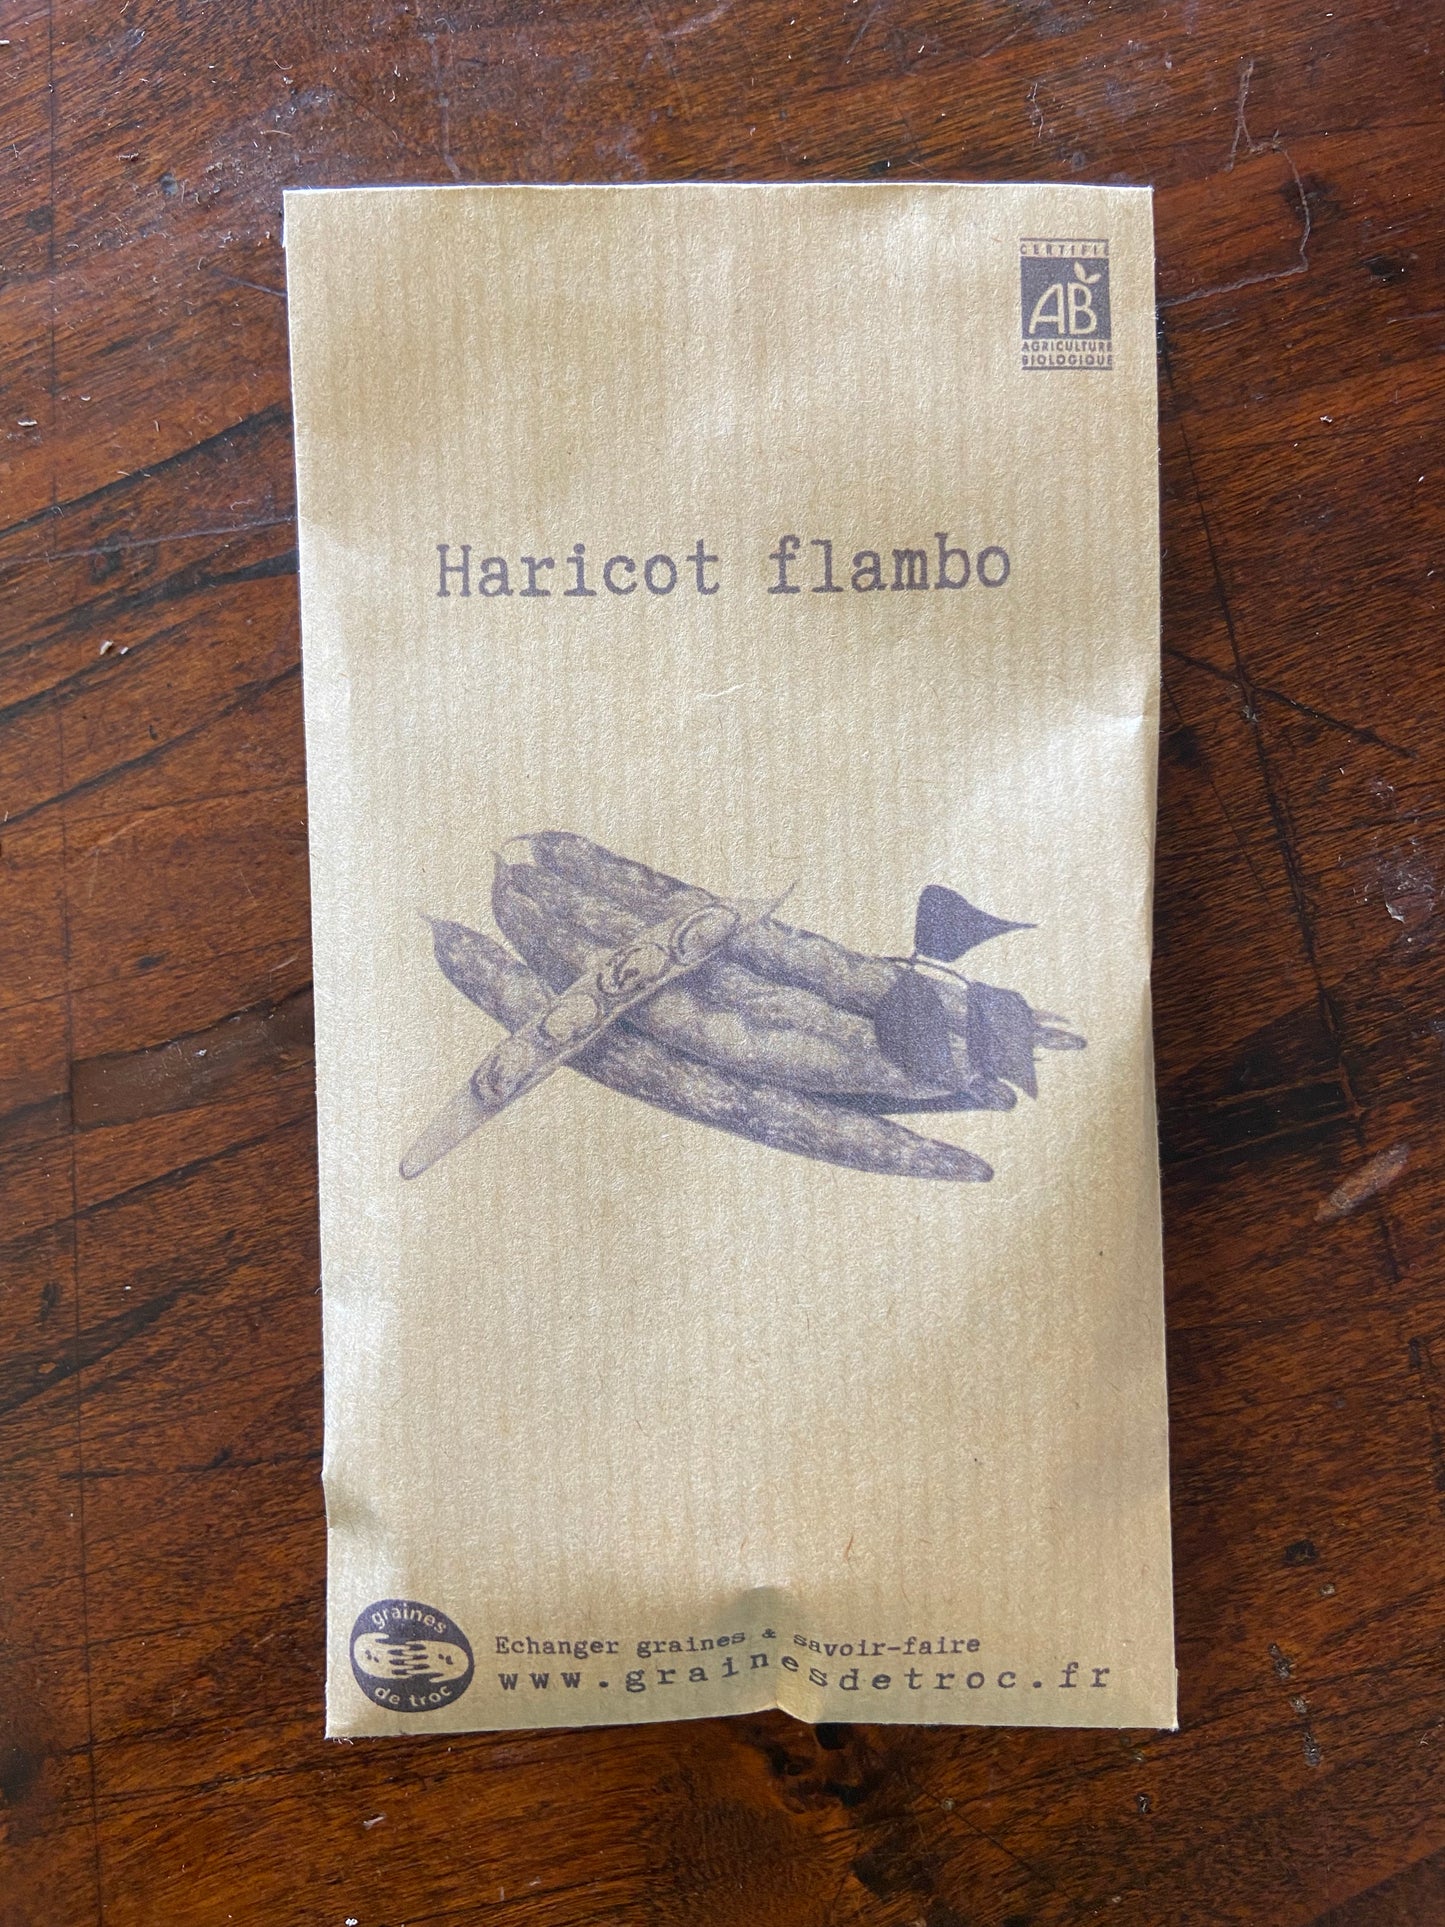 CERTIFIÉ
AB
AGRICULTURE
BIOLOGIQUE
Haricot flambo
graines
de troc
Echanger graines & savoir-faire
www.grainesdetroc.fr